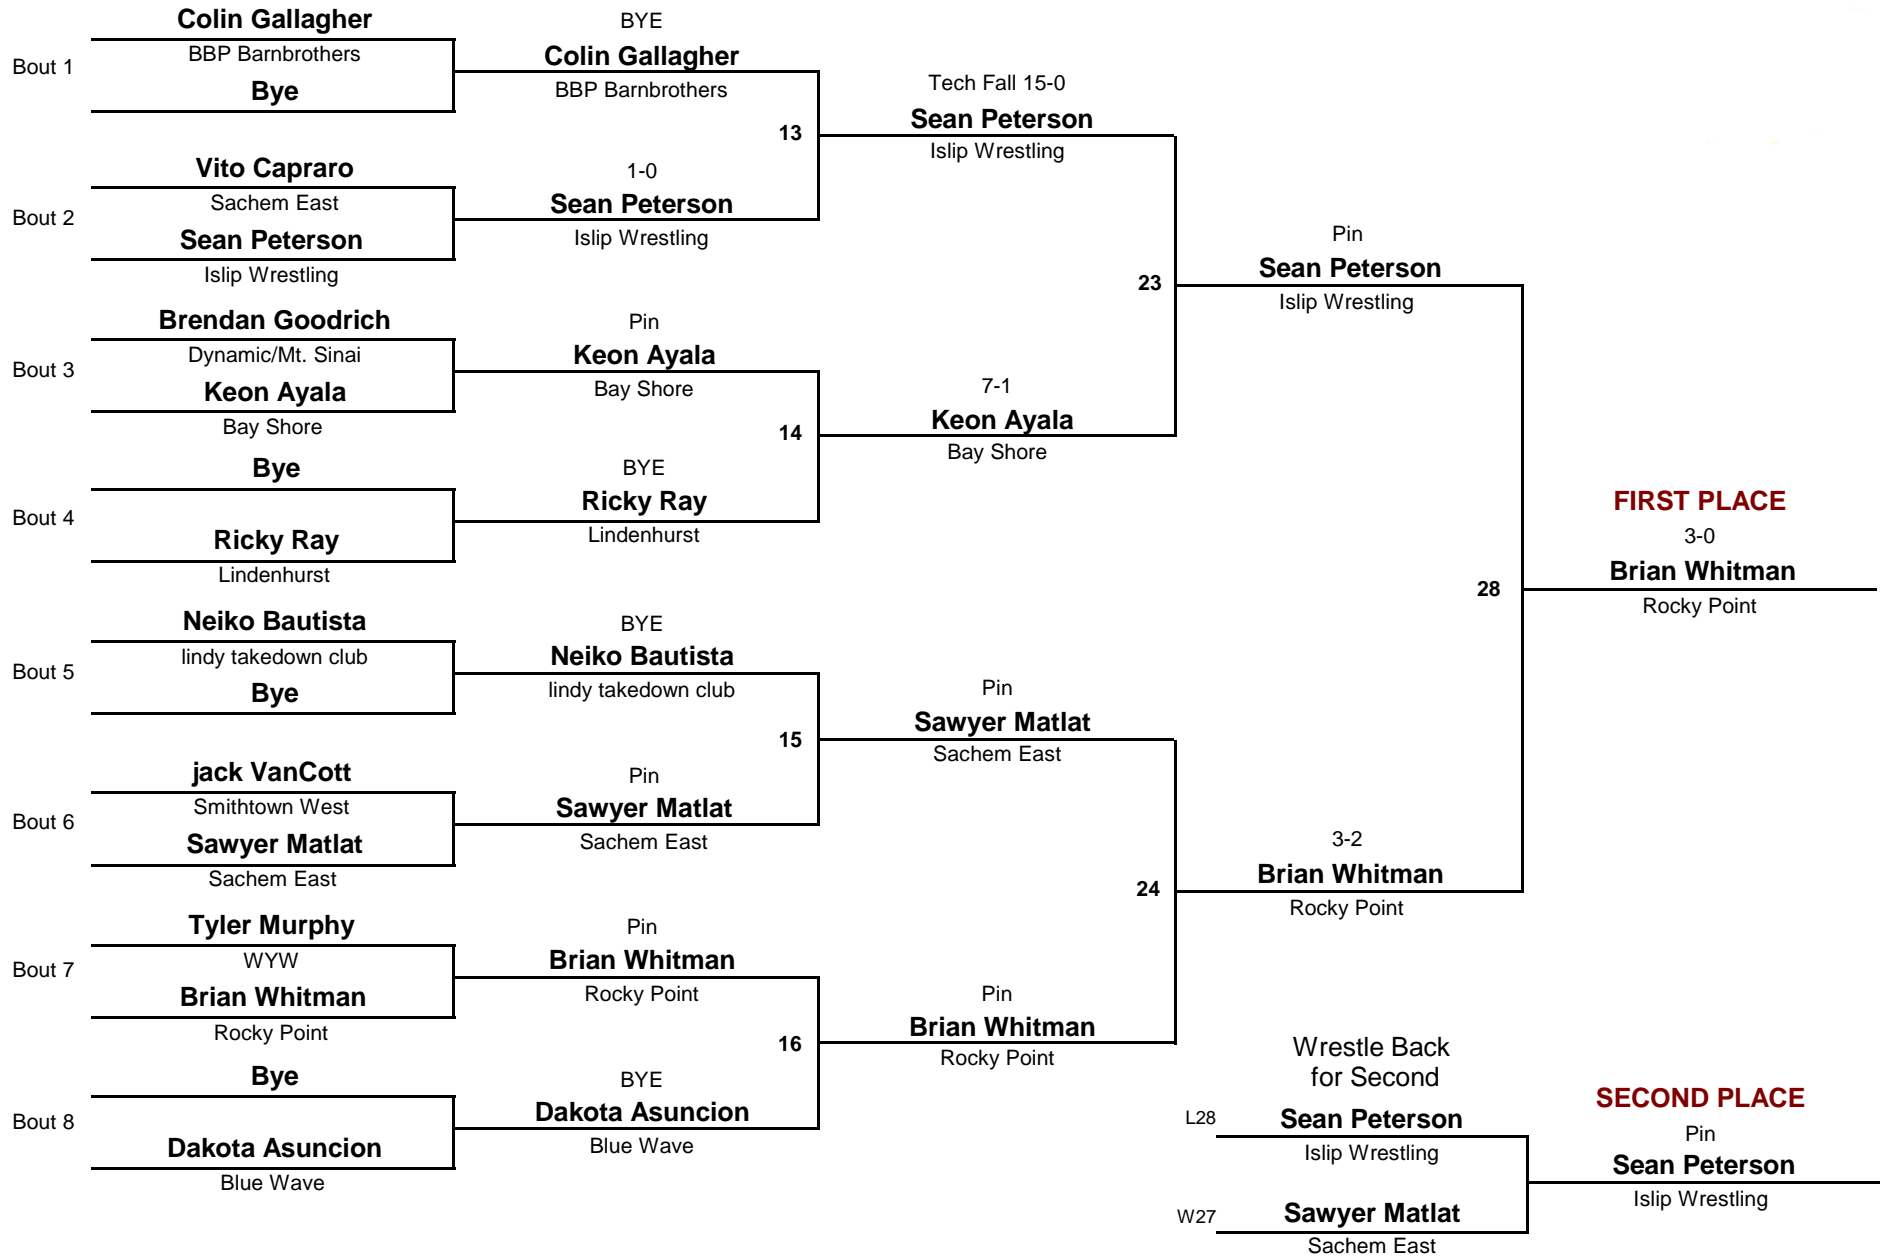 Colin Gallagher
BBP Barnbrothers
Bout 1
Bye
Vito Capraro
Sachem East
Bout 2
Sean Peterson
Islip Wrestling
Brendan Goodrich
Dynamic/Mt. Sinai
Bout 3
Keon Ayala
Bay Shore
Bye
Bout 4
Ricky Ray
Lindenhurst
Neiko Bautista
lindy takedown club
Bout 5
Bye
jack VanCott
Smithtown West
Bout 6
Sawyer Matlat
Sachem East
Tyler Murphy
WYW
Bout 7
Brian Whitman
Rocky Point
Bye
Bout 8
Dakota Asuncion
Blue Wave
BYE
Colin Gallagher
BBP Barnbrothers
13
1-0
Sean Peterson
Islip Wrestling
Pin
Keon Ayala
Bay Shore
14
BYE
Ricky Ray
Lindenhurst
BYE
Neiko Bautista
lindy takedown club
15
Pin
Sawyer Matlat
Sachem East
Pin
Brian Whitman
Rocky Point
16
BYE
Dakota Asuncion
Blue Wave
Tech Fall 15-0
Sean Peterson
Islip Wrestling
23
7-1
Keon Ayala
Bay Shore
Pin
Sawyer Matlat
Sachem East
24
Pin
Brian Whitman
Rocky Point
Pin
Sean Peterson
Islip Wrestling
28
3-2
Brian Whitman
Rocky Point
FIRST PLACE
3-0
Brian Whitman
Rocky Point
Wrestle Back
for Second
L28
Sean Peterson
Islip Wrestling
W27
Sawyer Matlat
Sachem East
SECOND PLACE
Pin
Sean Peterson
Islip Wrestling